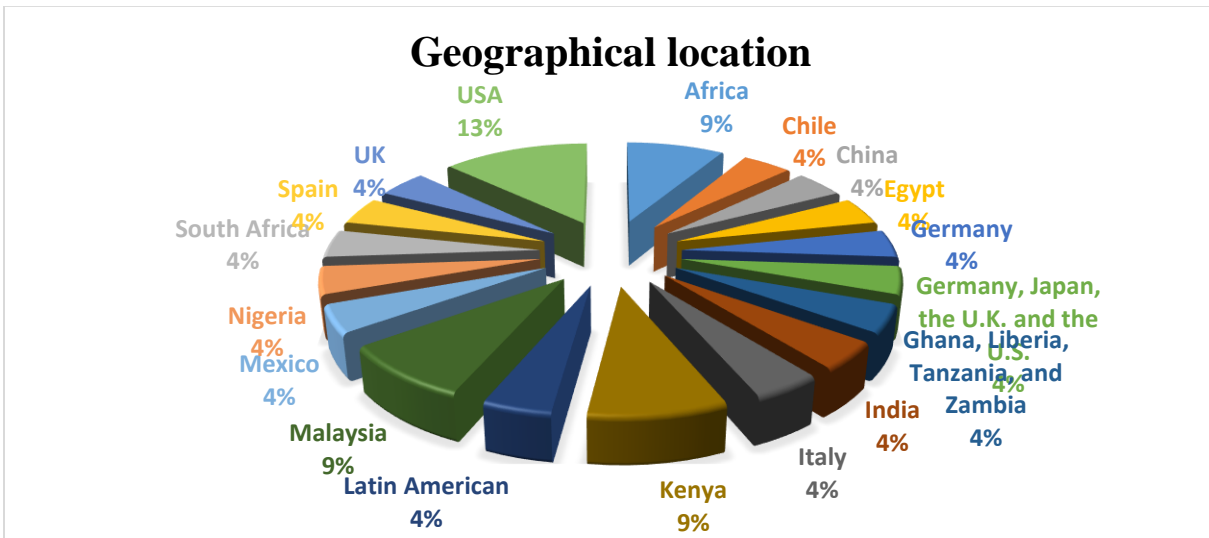 Geographical location
USA
13%
Africa
9%
Chile
4%
China
4%
Egypt
4%
Germany
4%
Germany, Japan,
the U.K. and the
U.S.
4%
Ghana, Liberia,
Tanzania, and
Zambia
4%
India
4%
Italy
4%
Kenya
9%
Latin American
4%
Malaysia
9%
Mexico
4%
Nigeria
4%
South Africa
4%
Spain
4%
UK
4%